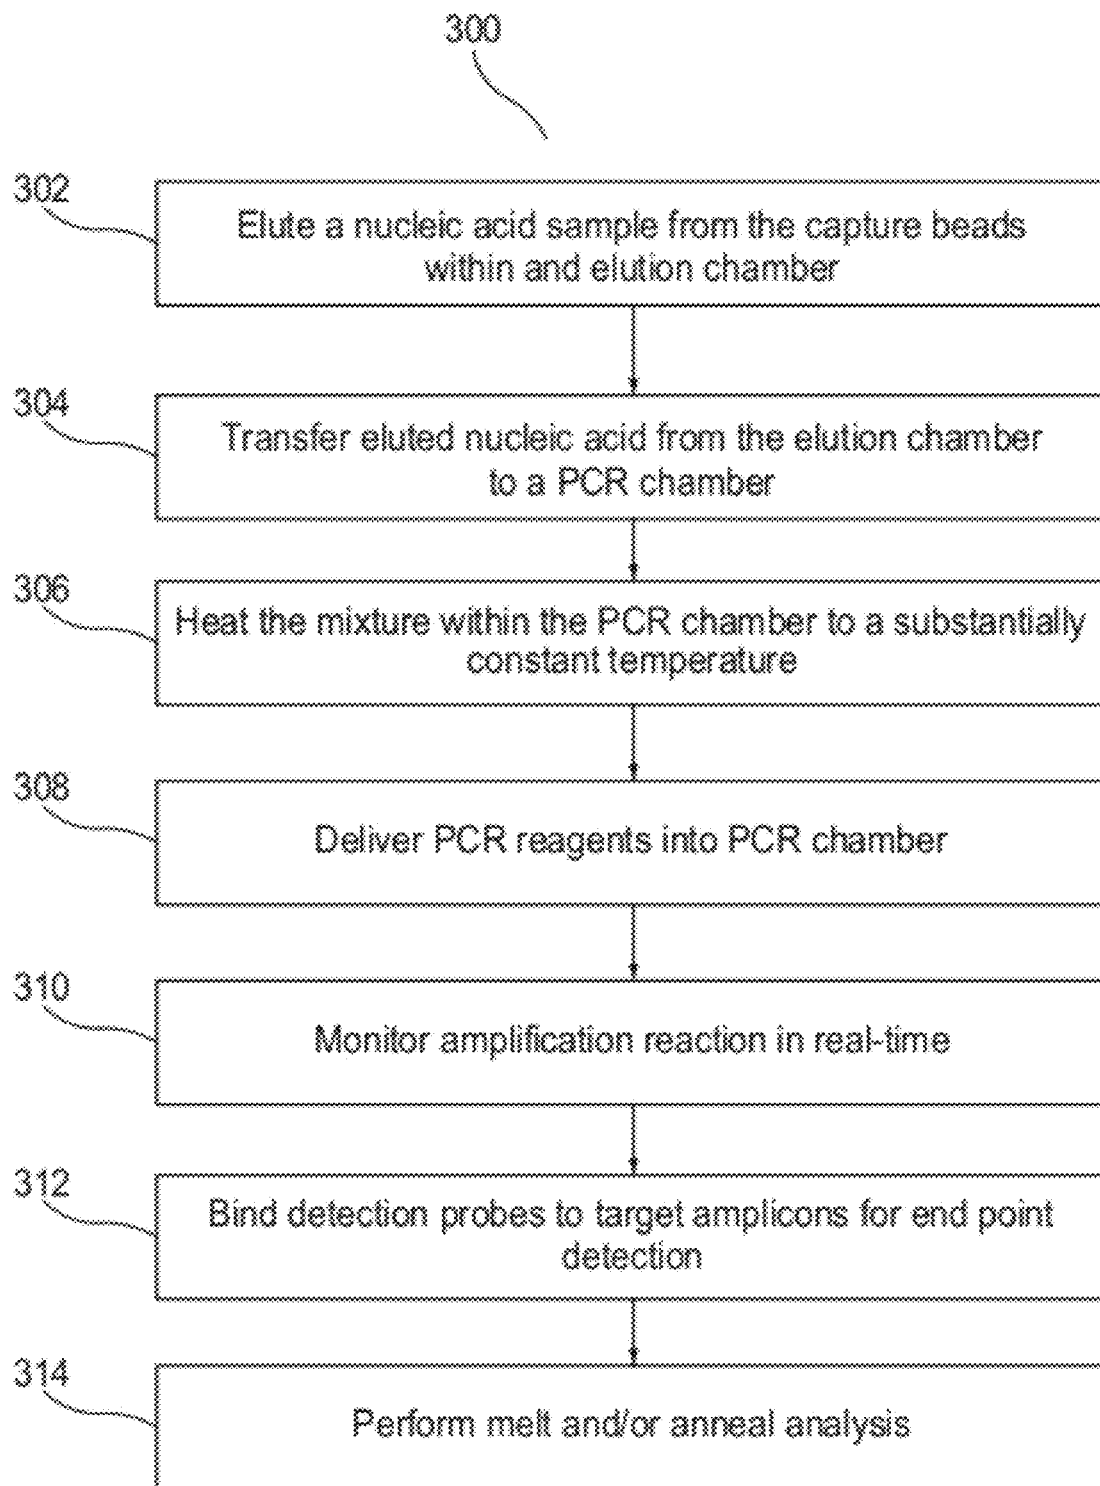 300
302
Elute a nucleic acid sample from the capture beads
within and elution chamber
304
Transfer eluted nucleic acid from the elution chamber
to a PCR chamber
306
Heat the mixture within the PCR chamber to a substantially
constant temperature
308
Deliver PCR reagents into PCR chamber
310
Monitor amplification reaction in real-time
312
Bind detection probes to target amplicons for end point
detection
314
Perform melt and/or anneal analysis